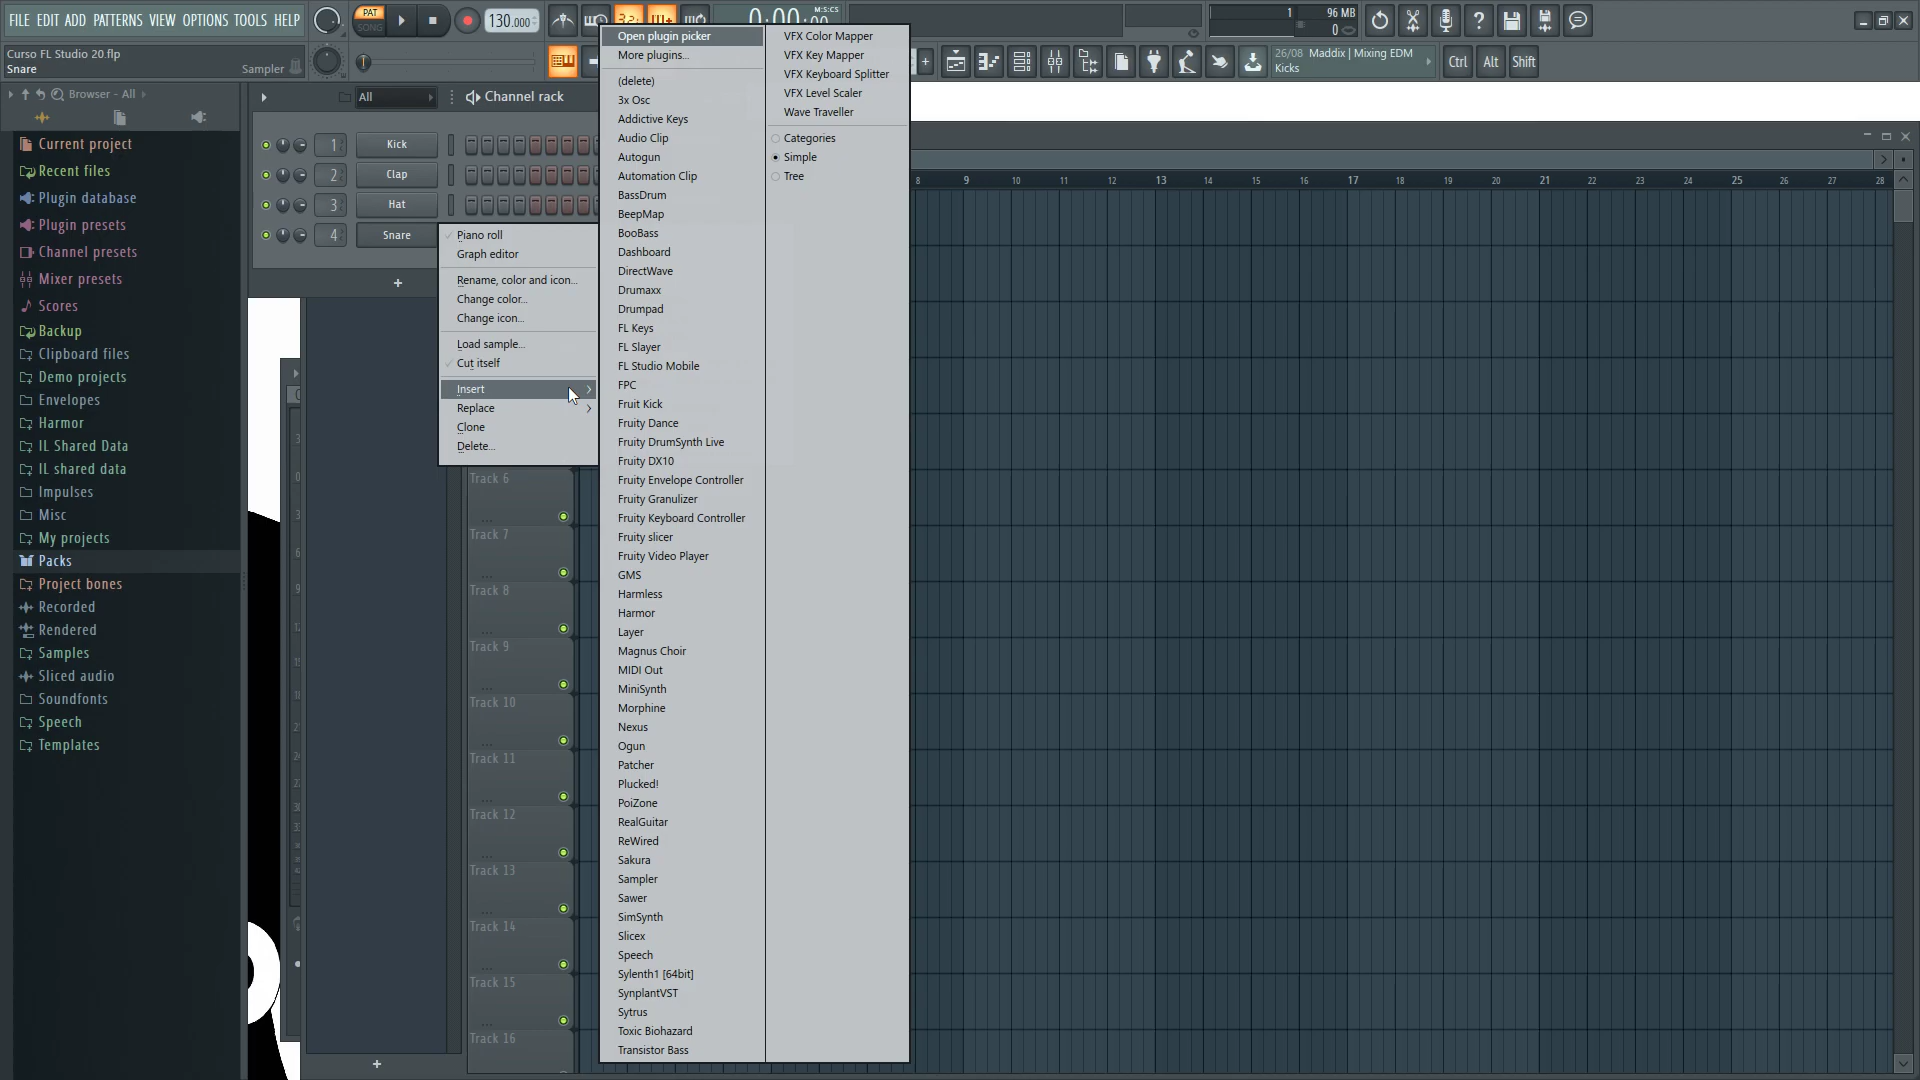 FILE EDIT ADD PATTERNS VIEW OPTIONS TOOLS HELP
PAT
SONG
130.000
3.2
M:S:CS
0:00:00
1
96 MB
0
Curso FL Studio 20.flp
Snare
Sampler
26/08 Maddix | Mixing EDM
Kicks
Ctrl
Alt
Shift
Browser - All
Current project
Recent files
Plugin database
Plugin presets
Channel presets
Mixer presets
Scores
Backup
Clipboard files
Demo projects
Envelopes
Harmor
IL Shared Data
IL shared data
Impulses
Misc
My projects
Packs
Project bones
Recorded
Rendered
Samples
Sliced audio
Soundfonts
Speech
Templates
All
Channel rack
1 Kick
2 Clap
3 Hat
4 Snare
+
Piano roll
Graph editor
Rename, color and icon...
Change color...
Change icon...
Load sample...
Cut itself
Insert
Replace
Clone
Delete...
Open plugin picker
More plugins...
(delete)
3x Osc
Addictive Keys
Audio Clip
Autogun
Automation Clip
BassDrum
BeepMap
BooBass
Dashboard
DirectWave
Drumaxx
Drumpad
FL Keys
FL Slayer
FL Studio Mobile
FPC
Fruit Kick
Fruity Dance
Fruity DrumSynth Live
Fruity DX10
Fruity Envelope Controller
Fruity Granulizer
Fruity Keyboard Controller
Fruity slicer
Fruity Video Player
GMS
Harmless
Harmor
Layer
Magnus Choir
MIDI Out
MiniSynth
Morphine
Nexus
Ogun
Patcher
Plucked!
PoiZone
RealGuitar
ReWired
Sakura
Sampler
Sawer
SimSynth
Slicex
Speech
Sylenth1 [64bit]
SynplantVST
Sytrus
Toxic Biohazard
Transistor Bass
VFX Color Mapper
VFX Key Mapper
VFX Keyboard Splitter
VFX Level Scaler
Wave Traveller
Categories
Simple
Tree
8 9 10 11 12 13 14 15 16 17 18 19 20 21 22 23 24 25 26 27 28
Track 6
Track 7
Track 8
Track 9
Track 10
Track 11
Track 12
Track 13
Track 14
Track 15
Track 16
+